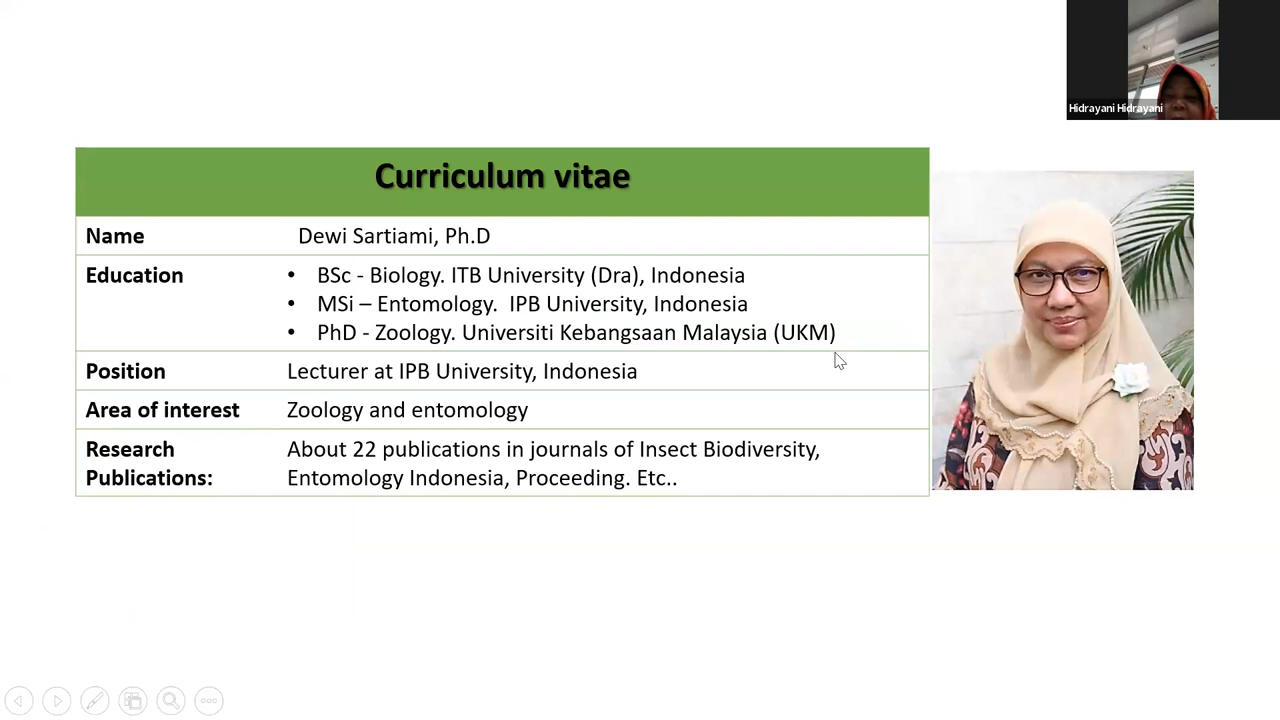 Hidrayani Hidrayani
Curriculum vitae
Name Dewi Sartiami, Ph.D
Education • BSc - Biology. ITB University (Dra), Indonesia
• MSi – Entomology. IPB University, Indonesia
• PhD - Zoology. Universiti Kebangsaan Malaysia (UKM)
Position Lecturer at IPB University, Indonesia
Area of interest Zoology and entomology
Research About 22 publications in journals of Insect Biodiversity,
Publications: Entomology Indonesia, Proceeding. Etc..